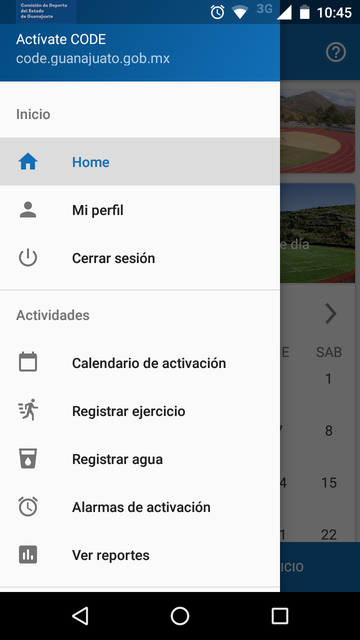 Comisión de Deporte
del Estado
de Guanajuato
3G
10:45
Actívate CODE
code.guanajuato.gob.mx
Inicio
Home
Mi perfil
Cerrar sesión
Actividades
Calendario de activación
Registrar ejercicio
Registrar agua
Alarmas de activación
Ver reportes
?
e día
E SAB
1
8
4 15
1 22
ICIO